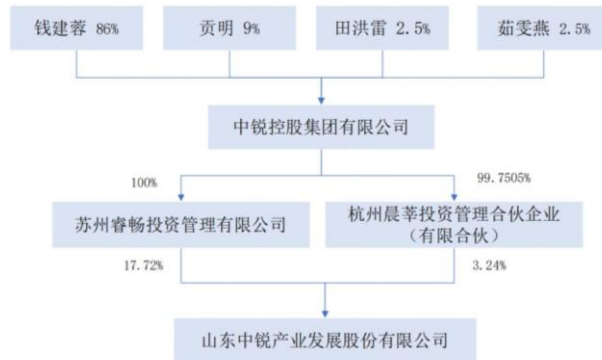 钱建蓉 86%
贡明 9%
田洪雷 2.5%
茹雯燕 2.5%
中锐控股集团有限公司
100%
99.7505%
苏州睿畅投资管理有限公司
杭州晨莘投资管理合伙企业
（有限合伙）
17.72%
3.24%
山东中锐产业发展股份有限公司